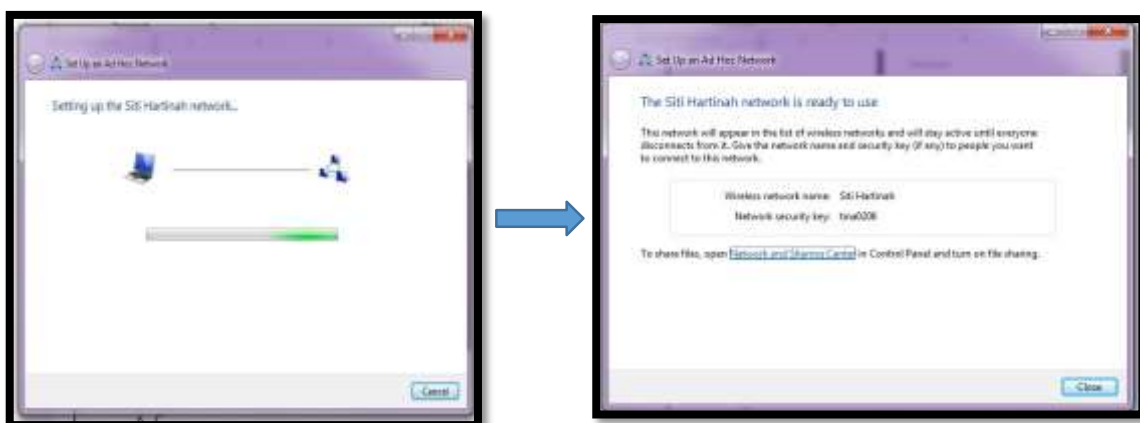 Set Up an Ad Hoc Network
Setting up the Siti Hartinah network...
Cancel
Set Up an Ad Hoc Network
The Siti Hartinah network is ready to use
This network will appear in the list of wireless networks and will stay active until everyone
disconnects from it. Give the network name and security key (if any) to people you want
to connect to this network.
Wireless network name: Siti Hartinah
Network security key: tina0208
To share files, open Network and Sharing Center in Control Panel and turn on file sharing.
Close